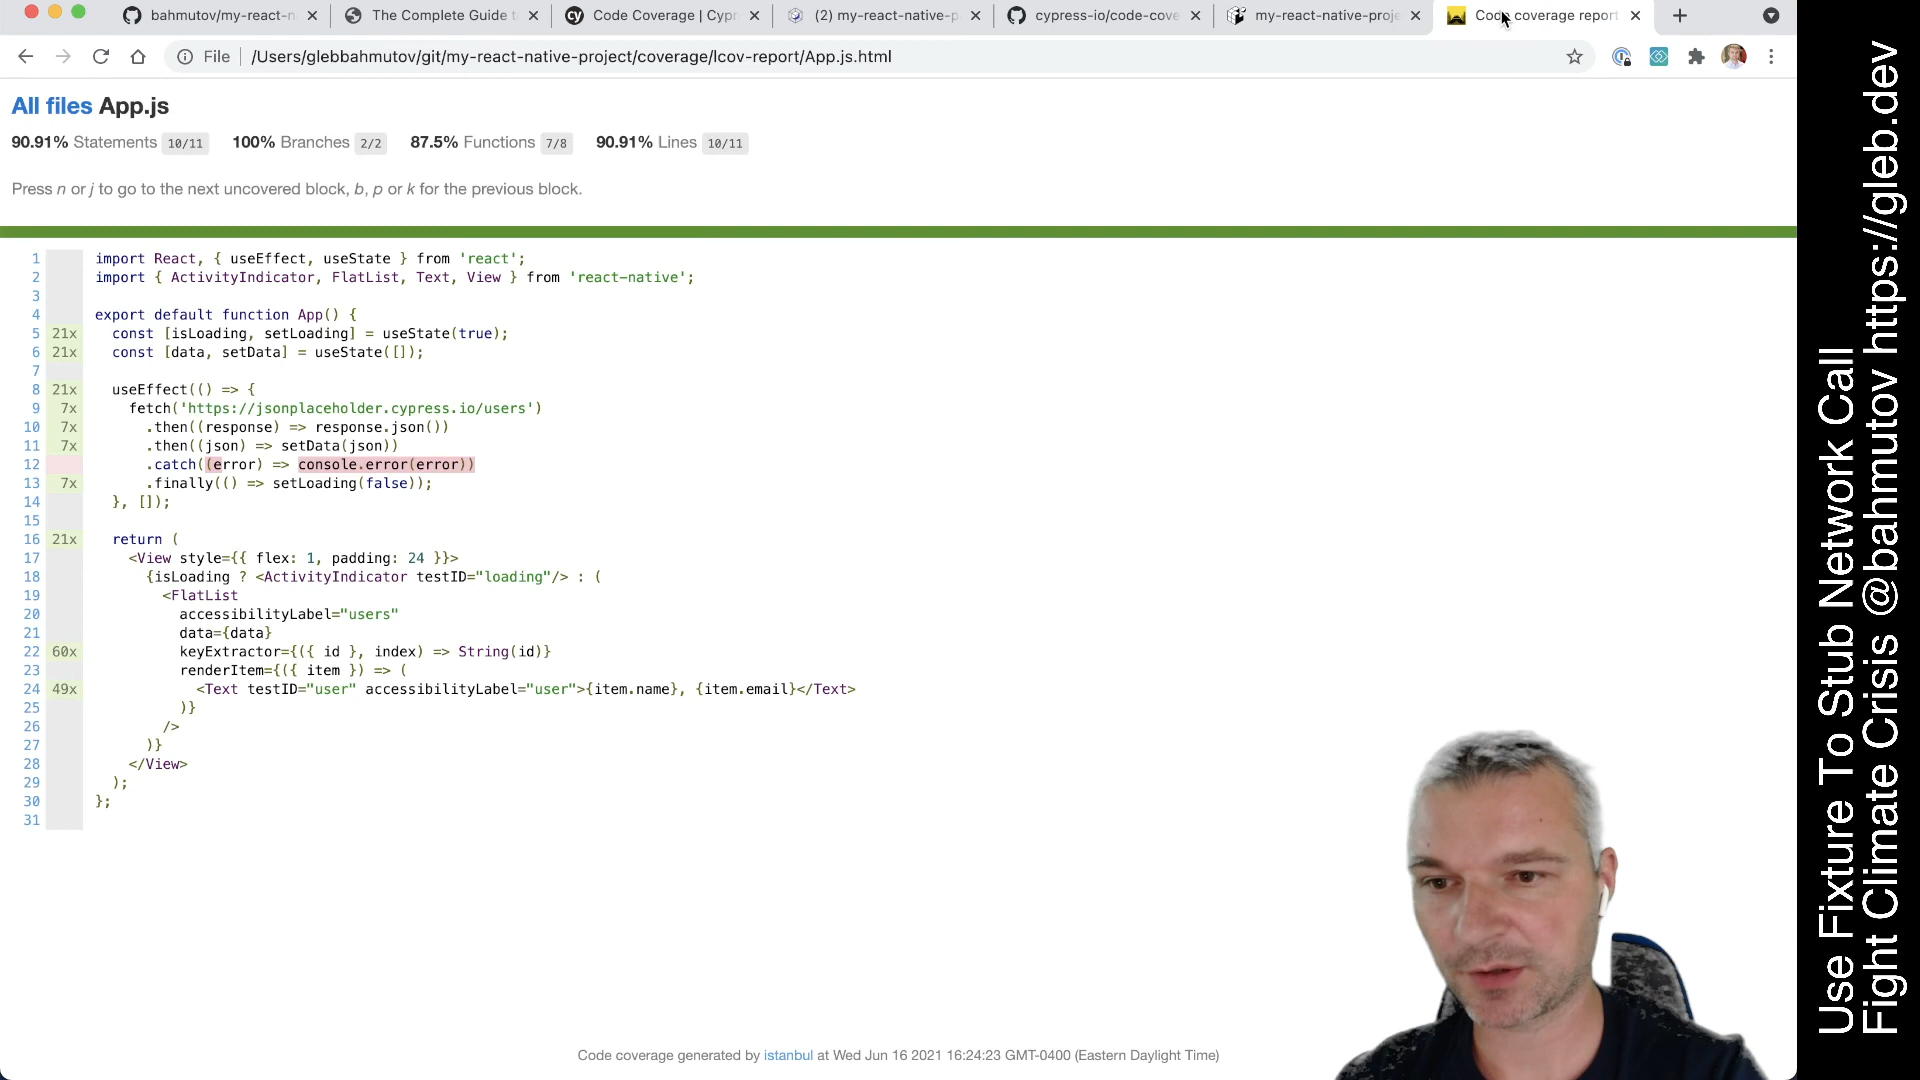 bahmutov/my-react-n
The Complete Guide t
Code Coverage | Cypr
(2) my-react-native-p
cypress-io/code-cove
my-react-native-proje
Code coverage report
File
/Users/glebbahmutov/git/my-react-native-project/coverage/lcov-report/App.js.html
All files App.js
90.91% Statements 10/11 100% Branches 2/2 87.5% Functions 7/8 90.91% Lines 10/11
Press n or j to go to the next uncovered block, b, p or k for the previous block.
1 import React, { useEffect, useState } from 'react';
2 import { ActivityIndicator, FlatList, Text, View } from 'react-native';
3
4 export default function App() {
5 21x const [isLoading, setLoading] = useState(true);
6 21x const [data, setData] = useState([]);
7
8 21x useEffect(() => {
9 7x fetch('https://jsonplaceholder.cypress.io/users')
10 7x .then((response) => response.json())
11 7x .then((json) => setData(json))
12 .catch((error) => console.error(error))
13 7x .finally(() => setLoading(false));
14 }, []);
15
16 21x return (
17 <View style={{ flex: 1, padding: 24 }}>
18 {isLoading ? <ActivityIndicator testID="loading"/> : (
19 <FlatList
20 accessibilityLabel="users"
21 data={data}
22 60x keyExtractor={({ id }, index) => String(id)}
23 renderItem={({ item }) => (
24 49x <Text testID="user" accessibilityLabel="user">{item.name}, {item.email}</Text>
25 )}
26 />
27 )}
28 </View>
29 );
30 };
31
Code coverage generated by istanbul at Wed Jun 16 2021 16:24:23 GMT-0400 (Eastern Daylight Time)
Use Fixture To Stub Network Call
Fight Climate Crisis @bahmutov https://gleb.dev